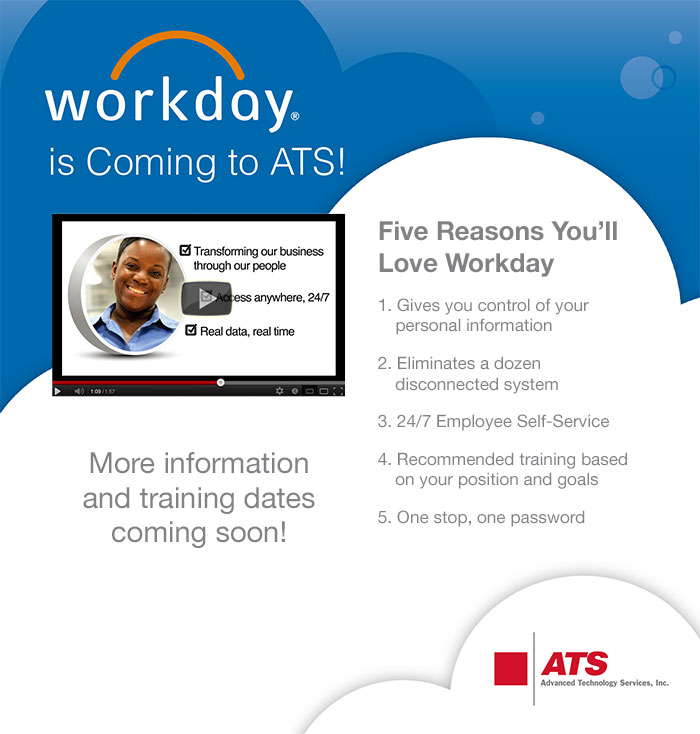 workday®
is Coming to ATS!
Transforming our business
through our people
Access anywhere, 24/7
Real data, real time
1:09 / 1:57
Five Reasons You'll
Love Workday
1. Gives you control of your
personal information
2. Eliminates a dozen
disconnected system
3. 24/7 Employee Self-Service
4. Recommended training based
on your position and goals
5. One stop, one password
More information
and training dates
coming soon!
ATS
Advanced Technology Services, Inc.